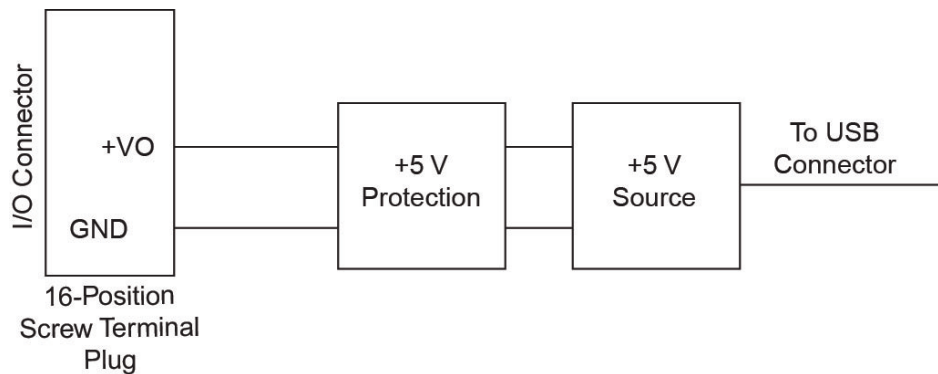 I/O Connector
+VO
GND
16-Position
Screw Terminal
Plug
+5 V
Protection
+5 V
Source
To USB
Connector